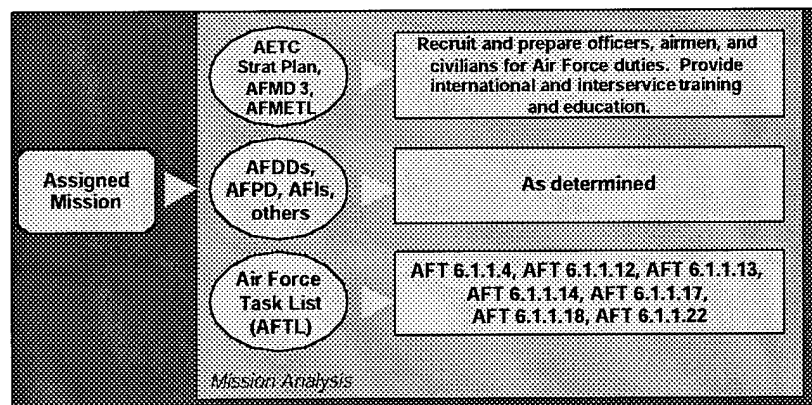 AETC
Strat Plan,
AFMD 3,
AFMETL
Recruit and prepare officers, airmen, and
civilians for Air Force duties. Provide
international and interservice training
and education.
Assigned
Mission
AFDDs,
AFPD, AFIs,
others
As determined
Air Force
Task List
(AFTL)
AFT 6.1.1.4, AFT 6.1.1.12, AFT 6.1.1.13,
AFT 6.1.1.14, AFT 6.1.1.17,
AFT 6.1.1.18, AFT 6.1.1.22
Mission Analysis